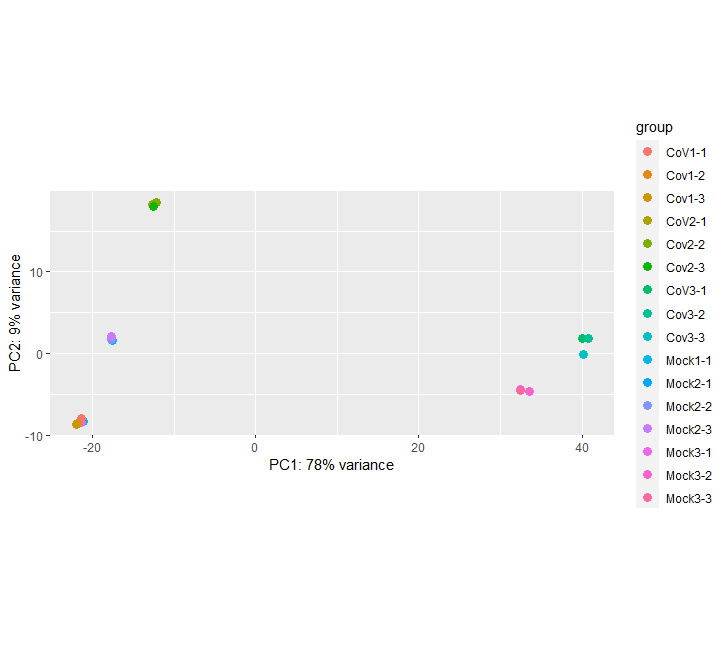 group
CoV1-1
Cov1-2
Cov1-3
CoV2-1
Cov2-2
Cov2-3
CoV3-1
Cov3-2
Cov3-3
Mock1-1
Mock2-1
Mock2-2
Mock2-3
Mock3-1
Mock3-2
Mock3-3
PC2: 9% variance
10
0
-10
-20
0
20
40
PC1: 78% variance